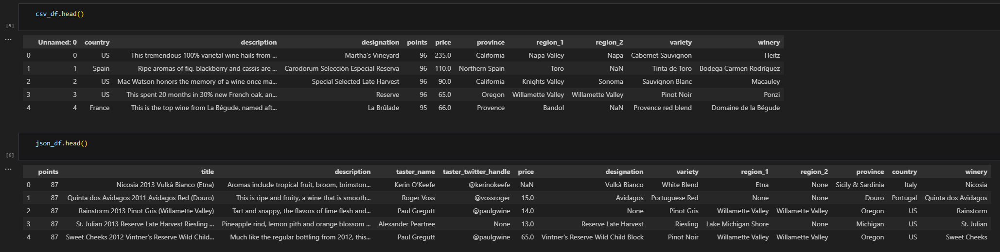 csv_df.head()
[5]
...
Unnamed: 0 country description designation points price province region_1 region_2 variety winery
0 0 US This tremendous 100% varietal wine hails from ... Martha's Vineyard 96 235.0 California Napa Valley Napa Cabernet Sauvignon Heitz
1 1 Spain Ripe aromas of fig, blackberry and cassis are ... Carodorum Selección Especial Reserva 96 110.0 Northern Spain Toro NaN Tinta de Toro Bodega Carmen Rodríguez
2 2 US Mac Watson honors the memory of a wine once ma... Special Selected Late Harvest 96 90.0 California Knights Valley Sonoma Sauvignon Blanc Macauley
3 3 US This spent 20 months in 30% new French oak, an... Reserve 96 65.0 Oregon Willamette Valley Willamette Valley Pinot Noir Ponzi
4 4 France This is the top wine from La Bégude, named aft... La Brûlade 95 66.0 Provence Bandol NaN Provence red blend Domaine de la Bégude
json_df.head()
[6]
...
points title description taster_name taster_twitter_handle price designation variety region_1 region_2 province country winery
0 87 Nicosia 2013 Vulkà Bianco (Etna) Aromas include tropical fruit, broom, brimston... Kerin O’Keefe @kerinokeefe NaN Vulkà Bianco White Blend Etna None Sicily & Sardinia Italy Nicosia
1 87 Quinta dos Avidagos 2011 Avidagos Red (Douro) This is ripe and fruity, a wine that is smooth... Roger Voss @vossroger 15.0 Avidagos Portuguese Red None None Douro Portugal Quinta dos Avidagos
2 87 Rainstorm 2013 Pinot Gris (Willamette Valley) Tart and snappy, the flavors of lime flesh and... Paul Gregutt @paulgwine 14.0 None Pinot Gris Willamette Valley Willamette Valley Oregon US Rainstorm
3 87 St. Julian 2013 Reserve Late Harvest Riesling ... Pineapple rind, lemon pith and orange blossom ... Alexander Peartree None 13.0 Reserve Late Harvest Riesling Lake Michigan Shore None Michigan US St. Julian
4 87 Sweet Cheeks 2012 Vintner's Reserve Wild Child... Much like the regular bottling from 2012, this... Paul Gregutt @paulgwine 65.0 Vintner's Reserve Wild Child Block Pinot Noir Willamette Valley Willamette Valley Oregon US Sweet Cheeks